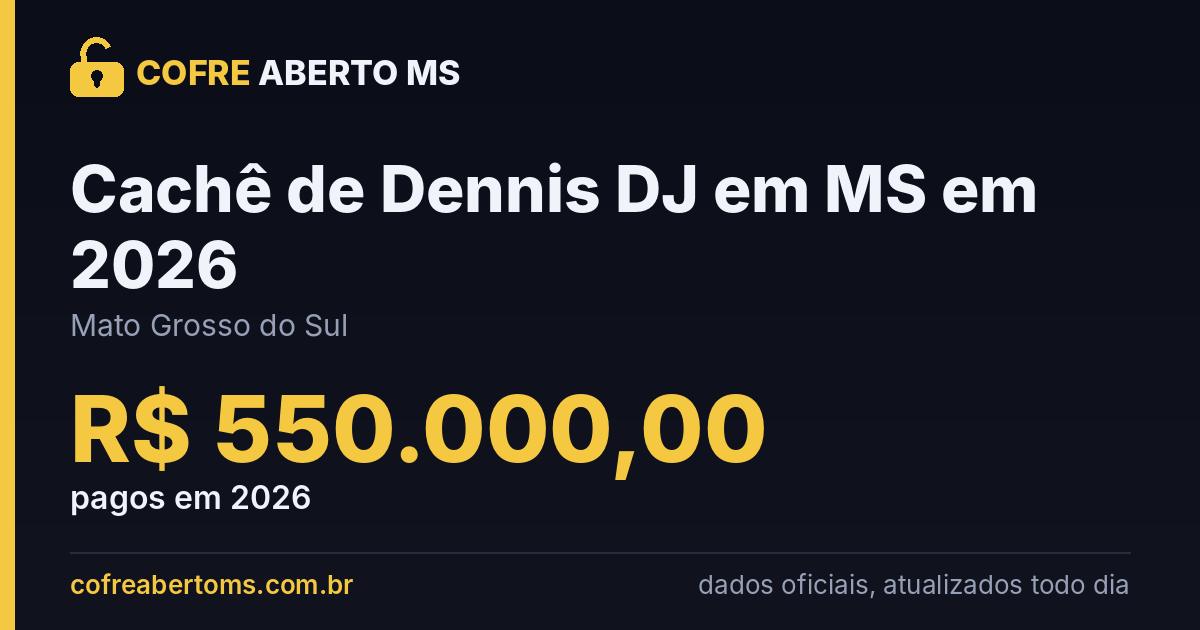 COFRE ABERTO MS
Cachê de Dennis DJ em MS em
2026
Mato Grosso do Sul
R$ 550.000,00
pagos em 2026
cofreabertoms.com.br
dados oficiais, atualizados todo dia